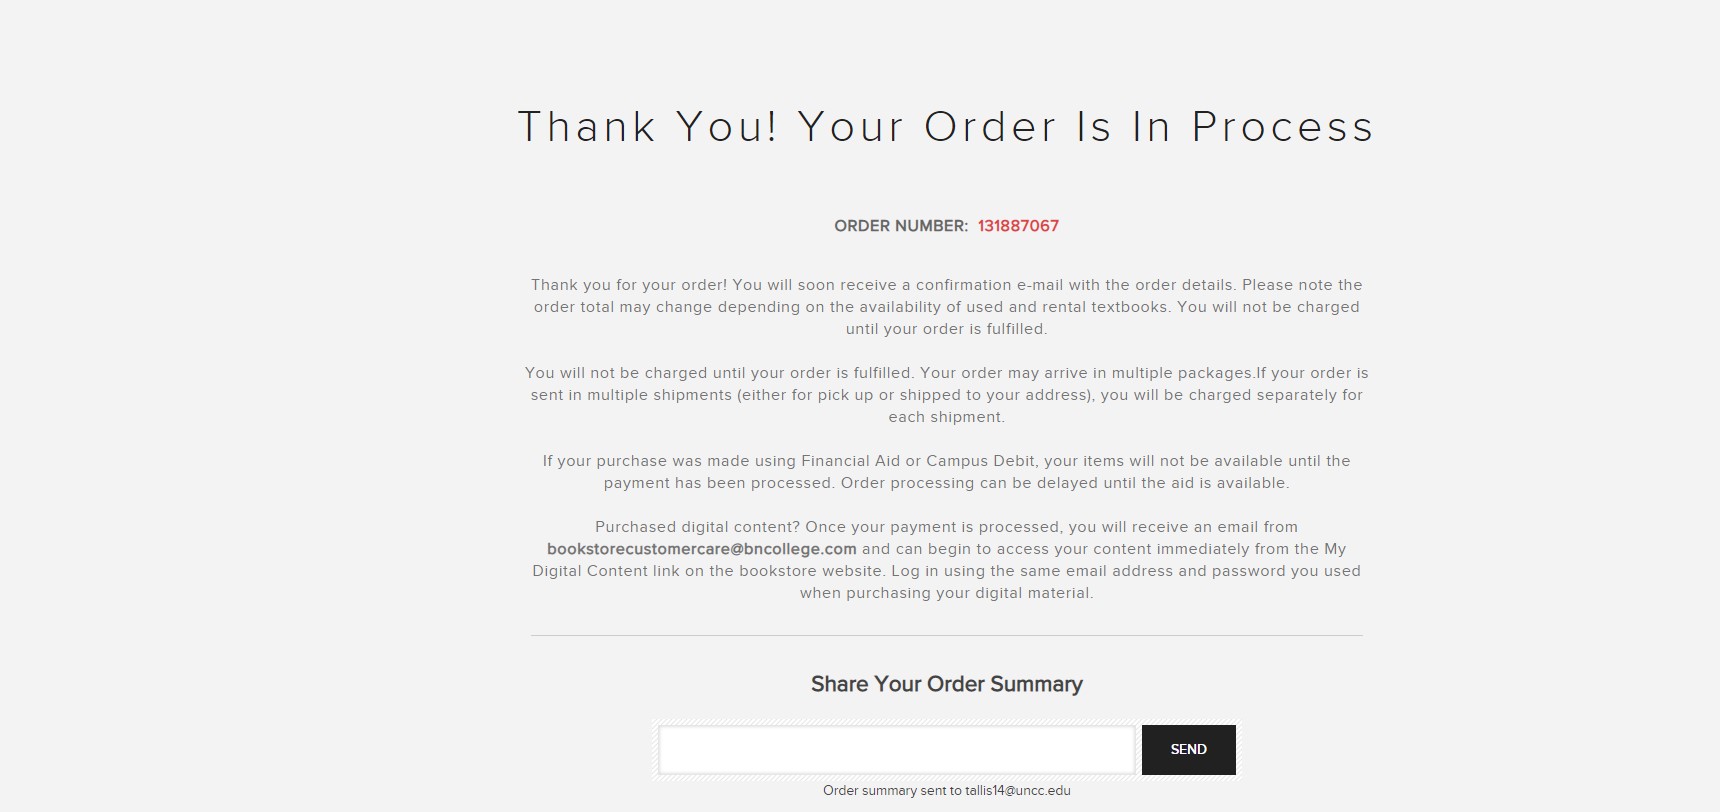 Thank You! Your Order Is In Process
ORDER NUMBER: 131887067
Thank you for your order! You will soon receive a confirmation e-mail with the order details. Please note the
order total may change depending on the availability of used and rental textbooks. You will not be charged
until your order is fulfilled.
You will not be charged until your order is fulfilled. Your order may arrive in multiple packages.If your order is
sent in multiple shipments (either for pick up or shipped to your address), you will be charged separately for
each shipment.
If your purchase was made using Financial Aid or Campus Debit, your items will not be available until the
payment has been processed. Order processing can be delayed until the aid is available.
Purchased digital content? Once your payment is processed, you will receive an email from
bookstorecustomercare@bncollege.com and can begin to access your content immediately from the My
Digital Content link on the bookstore website. Log in using the same email address and password you used
when purchasing your digital material.
Share Your Order Summary
SEND
Order summary sent to tallis14@uncc.edu